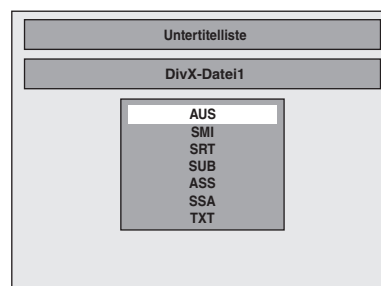 Untertitelliste
DivX-Datei1
AUS
SMI
SRT
SUB
ASS
SSA
TXT